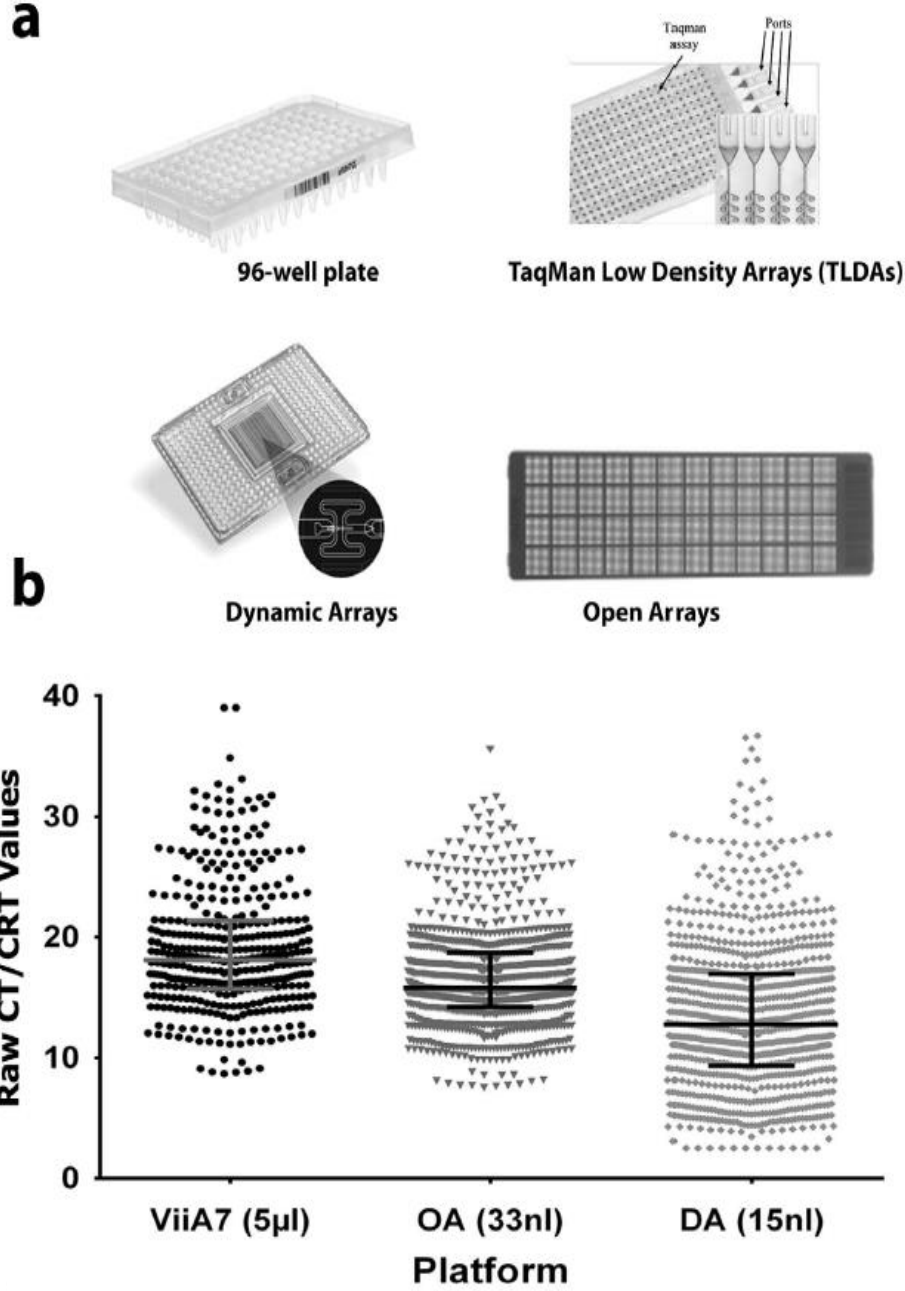 a
Taqman
assay
Ports
96-well plate
TaqMan Low Density Arrays (TLDAs)
Dynamic Arrays
Open Arrays
b
Raw CT/CRT Values
40
30
20
10
0
ViiA7 (5µl)
OA (33nl)
DA (15nl)
Platform